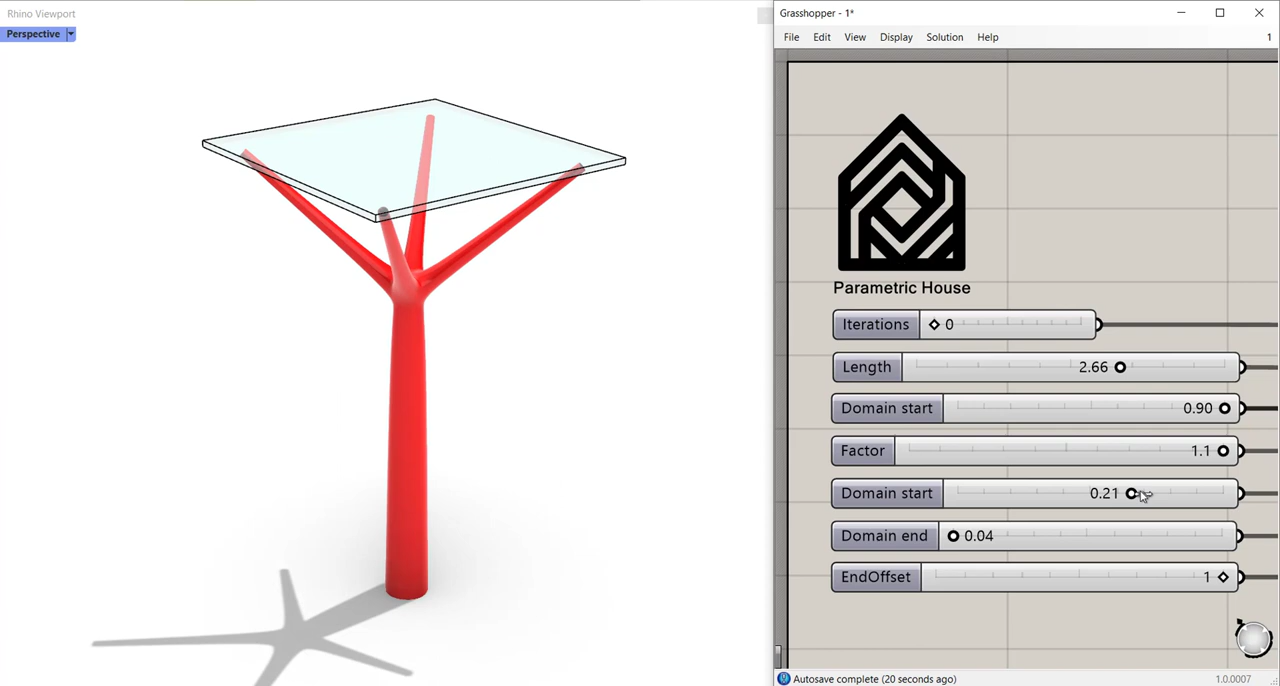 Rhino Viewport
Perspective
Grasshopper - 1*
File Edit View Display Solution Help 1
Parametric House
Iterations 0
Length 2.66
Domain start 0.90
Factor 1.1
Domain start 0.21
Domain end 0.04
EndOffset 1
Autosave complete (20 seconds ago) 1.0.0007